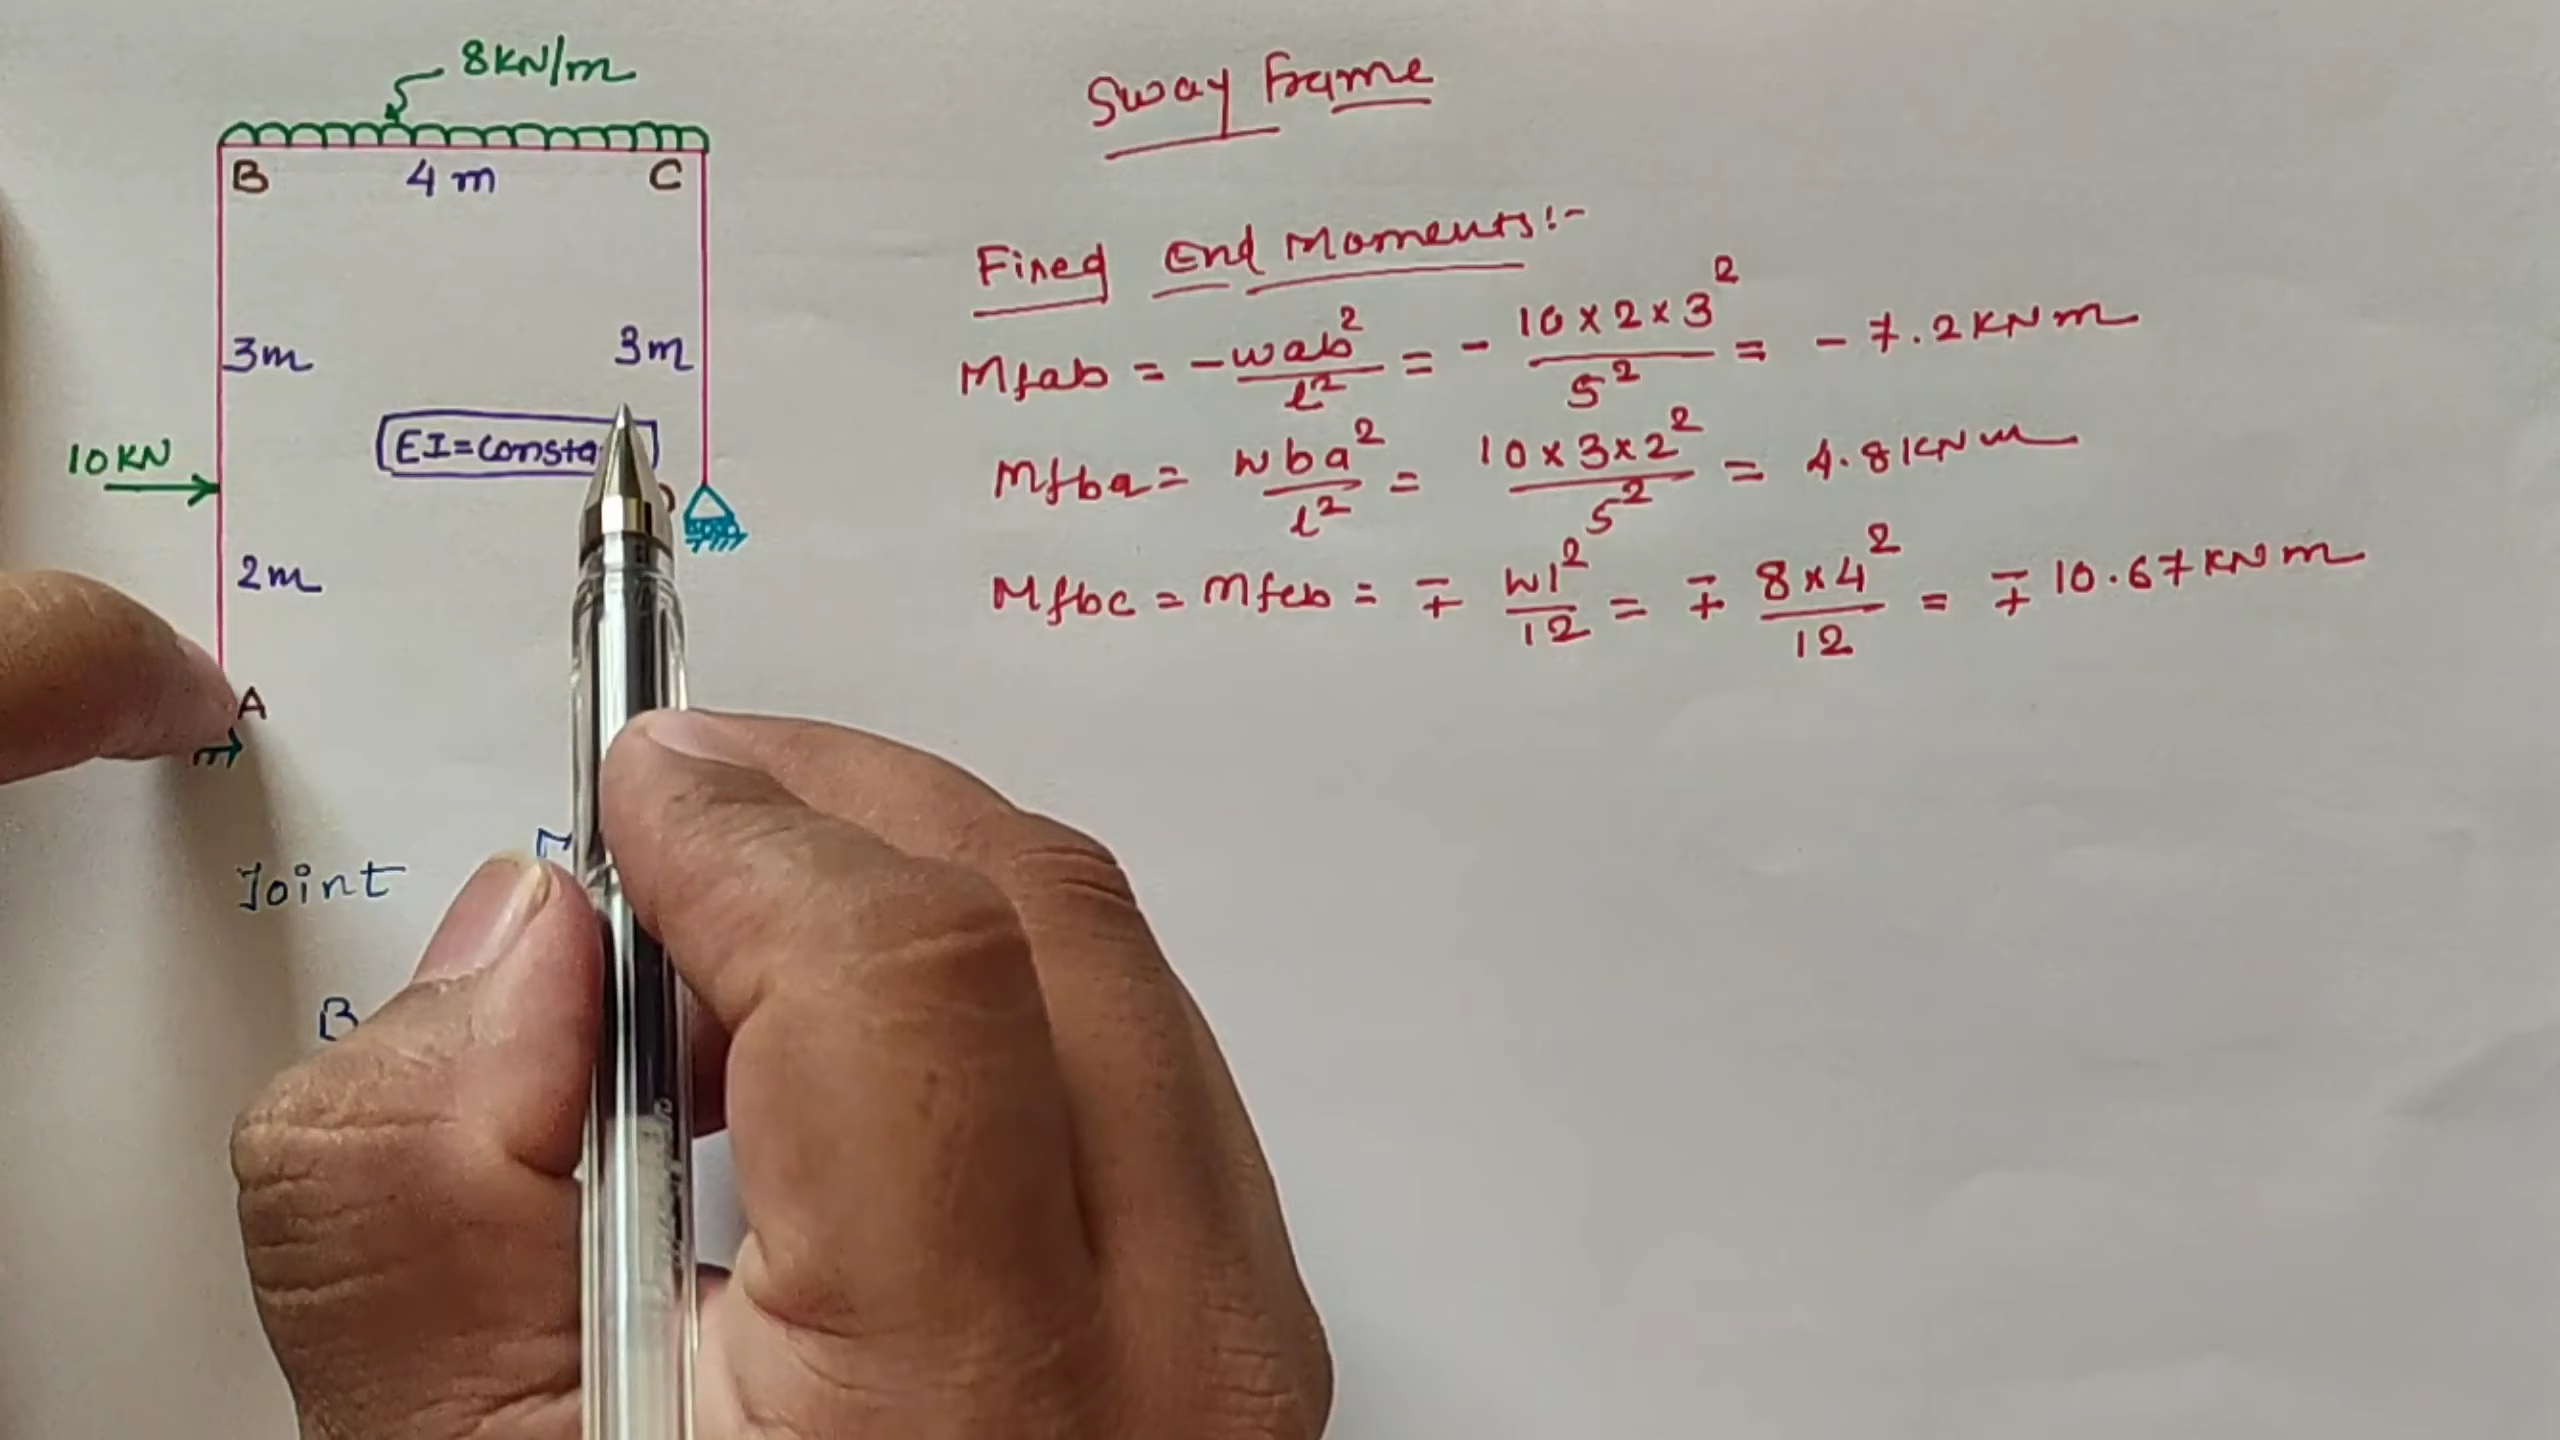 8KN/m
B 4 m C
3m 3m
EI=consta
10KN
2m
A
Joint
B
Sway Frame
Fixed End Moments:-
Mfab = -wab²/l² = - 10×2×3²/5² = - 7.2KNm
Mfba = wba²/l² = 10×3×2²/5² = 4.8KNm
Mfbc = Mfcb = ∓ wl²/12 = ∓ 8×4²/12 = ∓ 10.67KNm